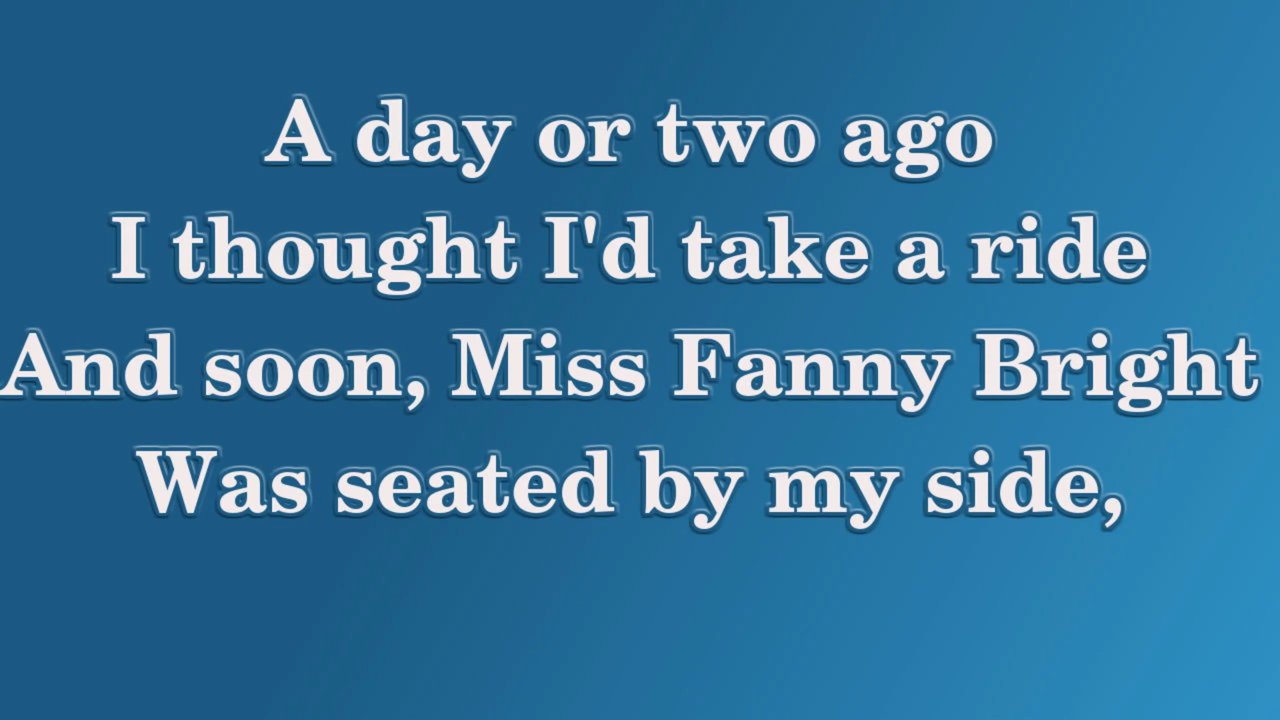 A day or two ago
I thought I'd take a ride
And soon, Miss Fanny Bright
Was seated by my side,